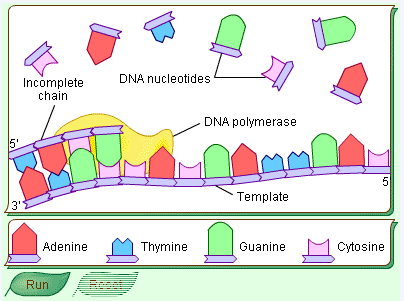 DNA nucleotides
Incomplete
chain
DNA polymerase
5'
3'
5'
Template
Adenine
Thymine
Guanine
Cytosine
Run
Reset